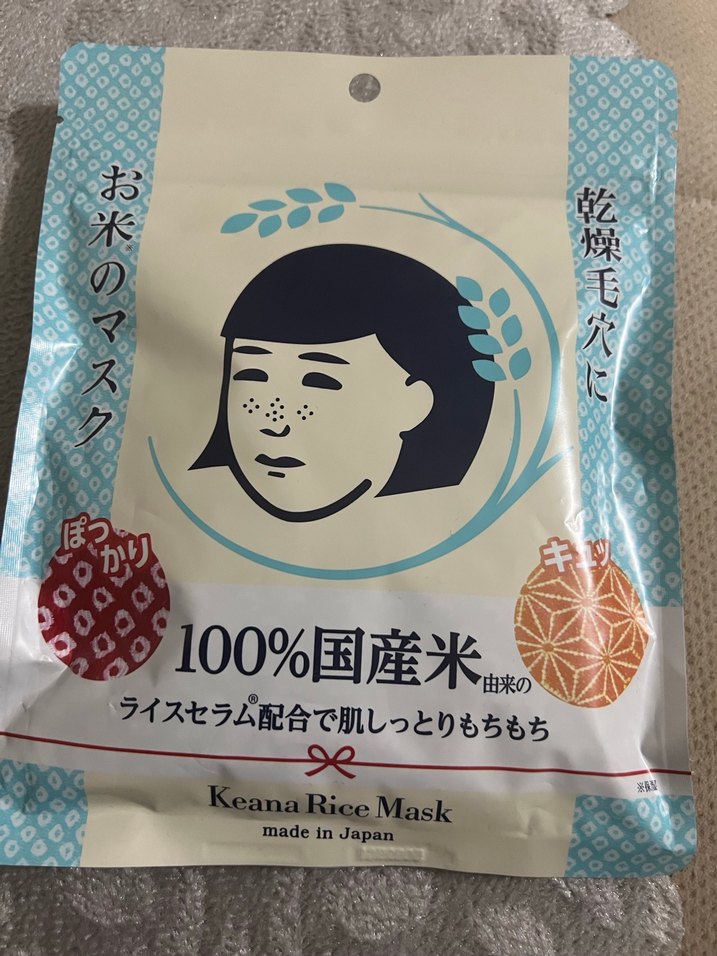 乾燥毛穴に
お米※のマスク
ぽっかり
キュッ
100%国産米由来の
ライスセラム®配合で肌しっとりもちもち
Keana Rice Mask
made in Japan